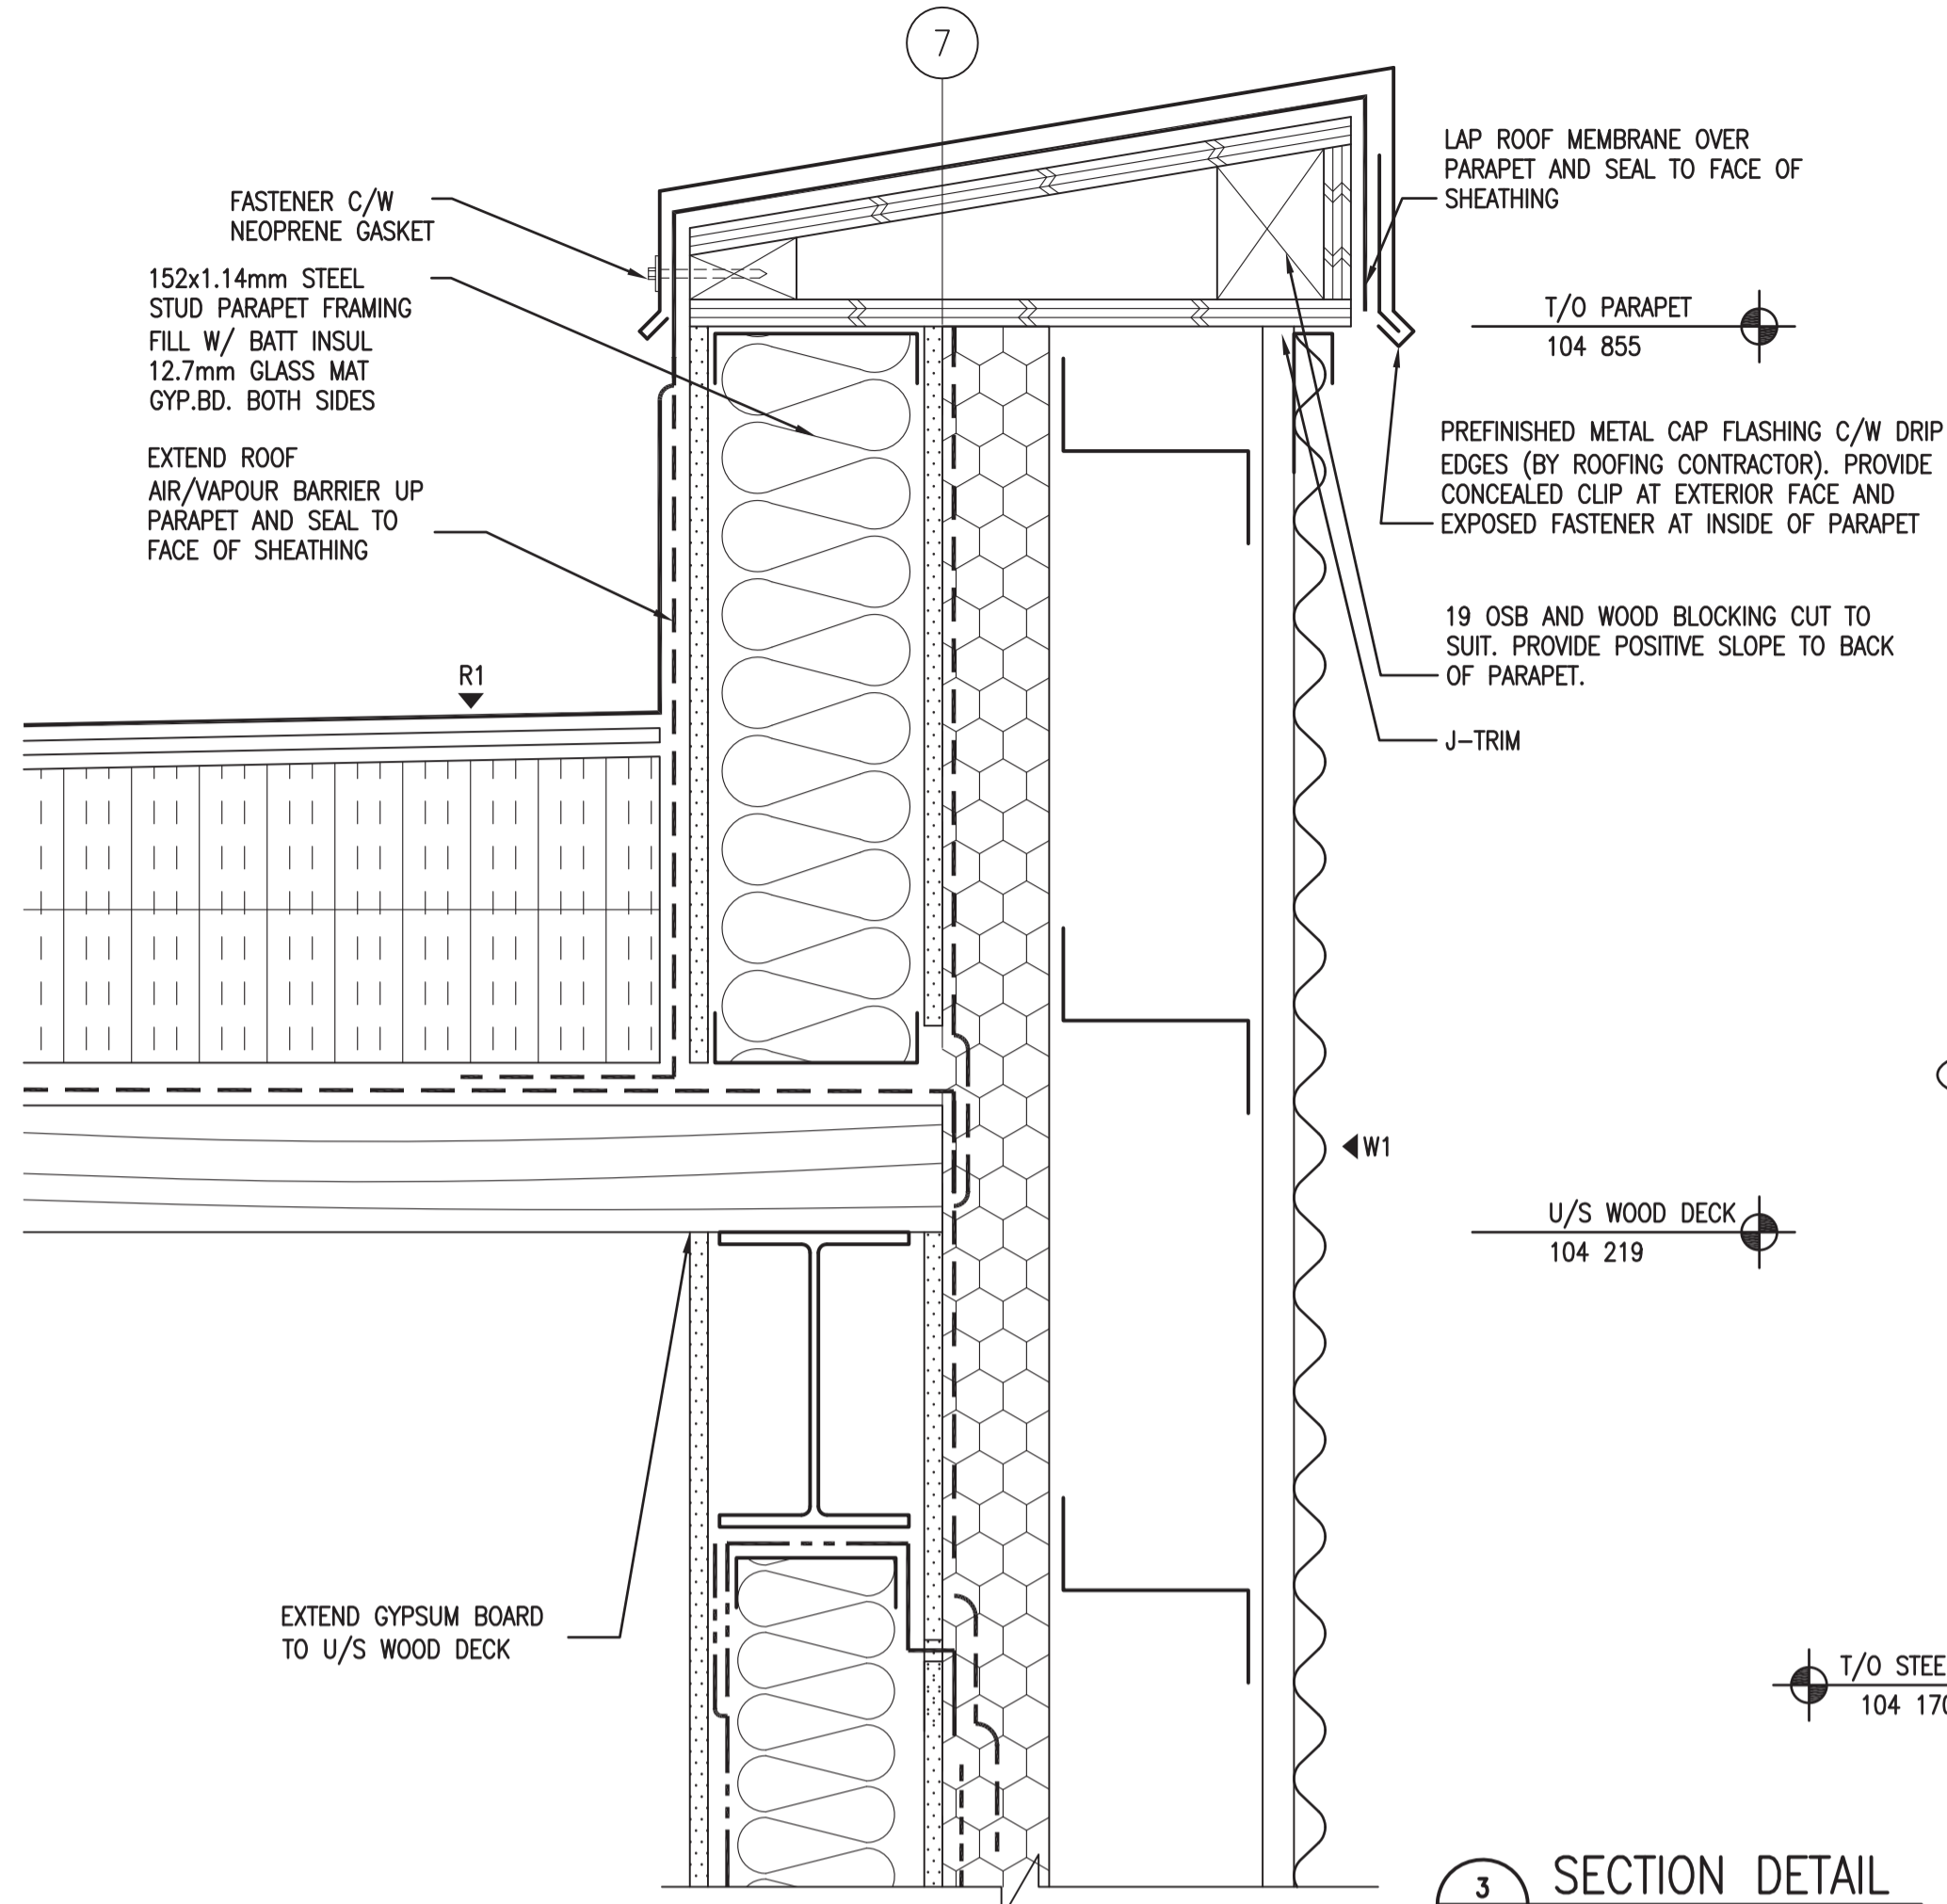 7
FASTENER C/W
NEOPRENE GASKET
152x1.14mm STEEL
STUD PARAPET FRAMING
FILL W/ BATT INSUL
12.7mm GLASS MAT
GYP.BD. BOTH SIDES
EXTEND ROOF
AIR/VAPOUR BARRIER UP
PARAPET AND SEAL TO
FACE OF SHEATHING
R1
LAP ROOF MEMBRANE OVER
PARAPET AND SEAL TO FACE OF
SHEATHING
T/O PARAPET
104 855
PREFINISHED METAL CAP FLASHING C/W DRIP
EDGES (BY ROOFING CONTRACTOR). PROVIDE
CONCEALED CLIP AT EXTERIOR FACE AND
EXPOSED FASTENER AT INSIDE OF PARAPET
19 OSB AND WOOD BLOCKING CUT TO
SUIT. PROVIDE POSITIVE SLOPE TO BACK
OF PARAPET.
J-TRIM
W1
U/S WOOD DECK
104 219
EXTEND GYPSUM BOARD
TO U/S WOOD DECK
T/O STEE
104 170
3
SECTION DETAIL